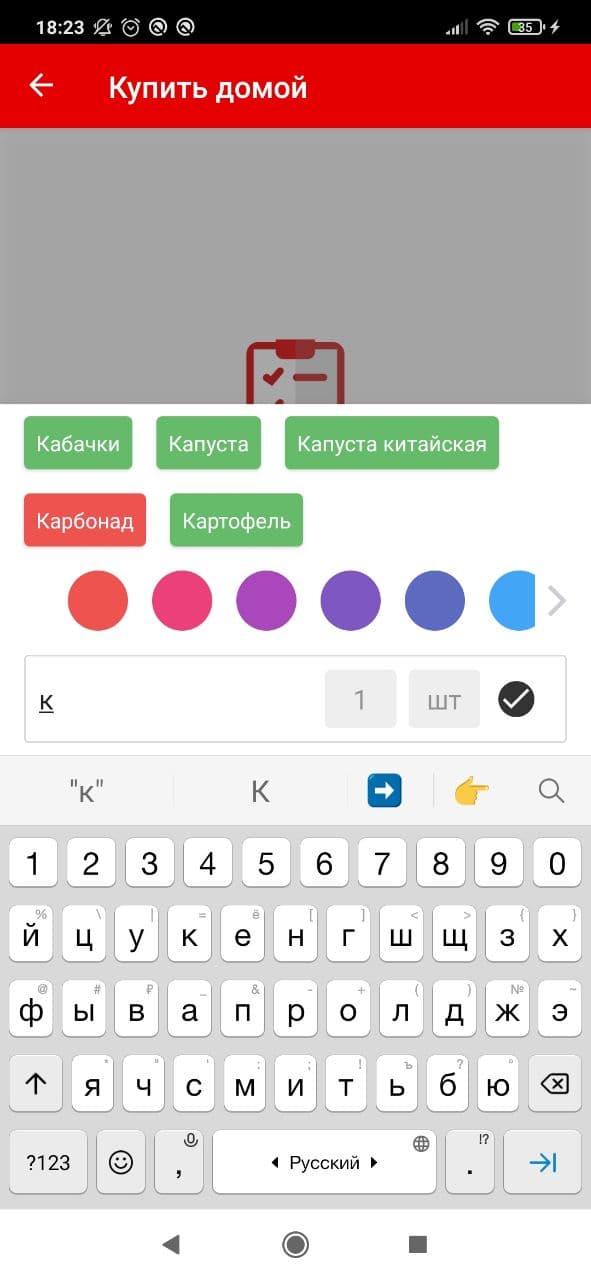 18:23 35
Купить домой
Кабачки Капуста Капуста китайская
Карбонад Картофель
к 1 шт
"к" К
1 2 3 4 5 6 7 8 9 0
% \ | = ё [ ] < > { }
й ц у к е н г ш щ з х
@ # ₽ _ & - + ( ) № ~
ф ы в а п р о л д ж э
* " ' : ; ! ъ ? °
я ч с м и т ь б ю
!?
?123 , Русский .